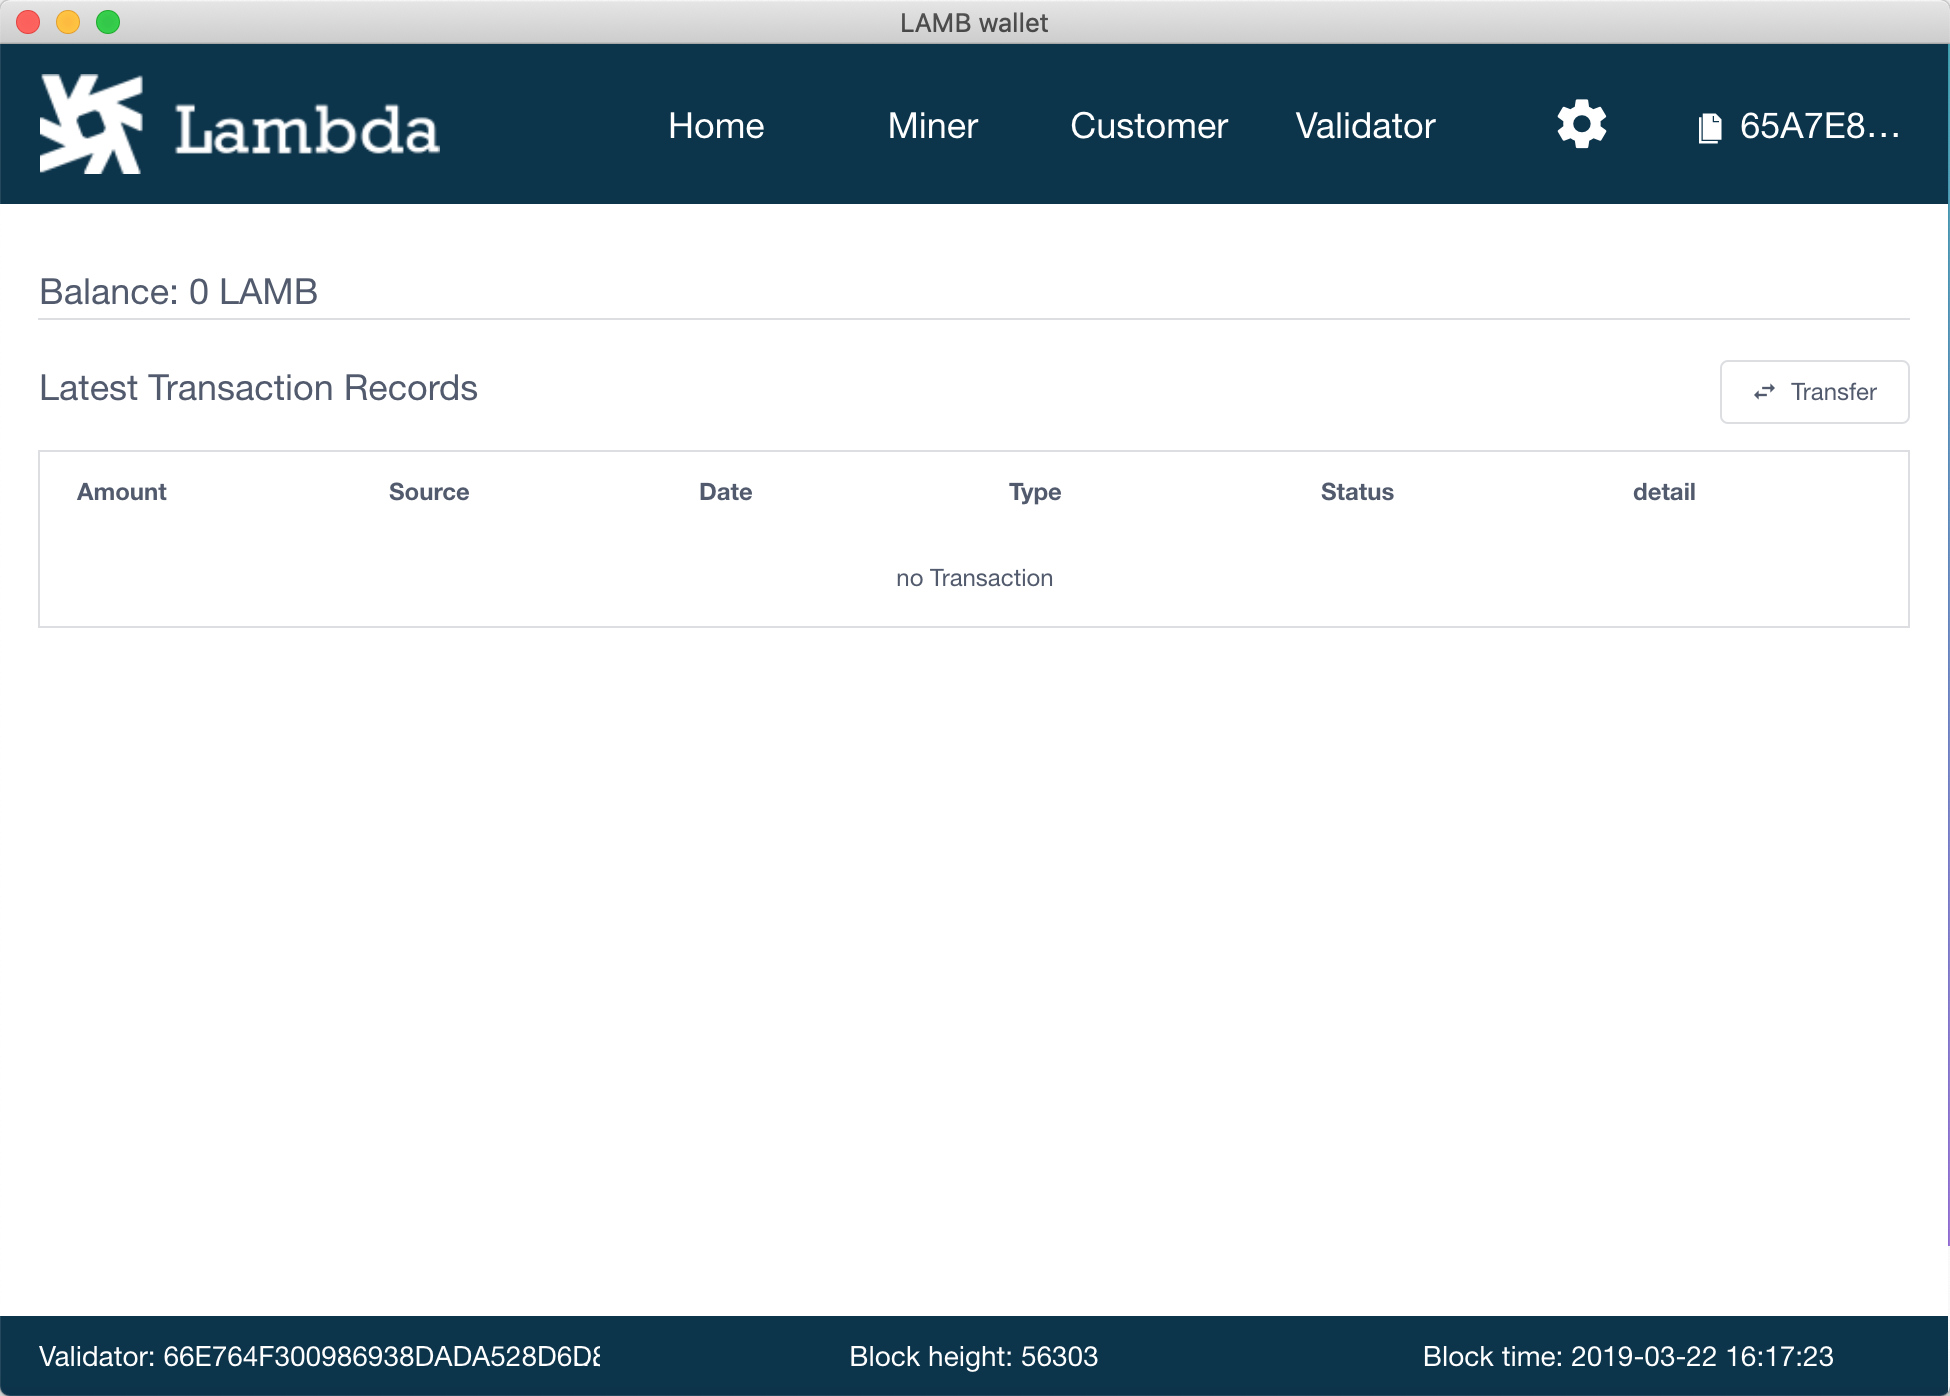 LAMB wallet
Lambda
Home Miner Customer Validator 65A7E8...
Balance: 0 LAMB
Latest Transaction Records
Transfer
Amount Source Date Type Status detail
no Transaction
Validator: 66E764F300986938DADA528D6D Block height: 56303 Block time: 2019-03-22 16:17:23